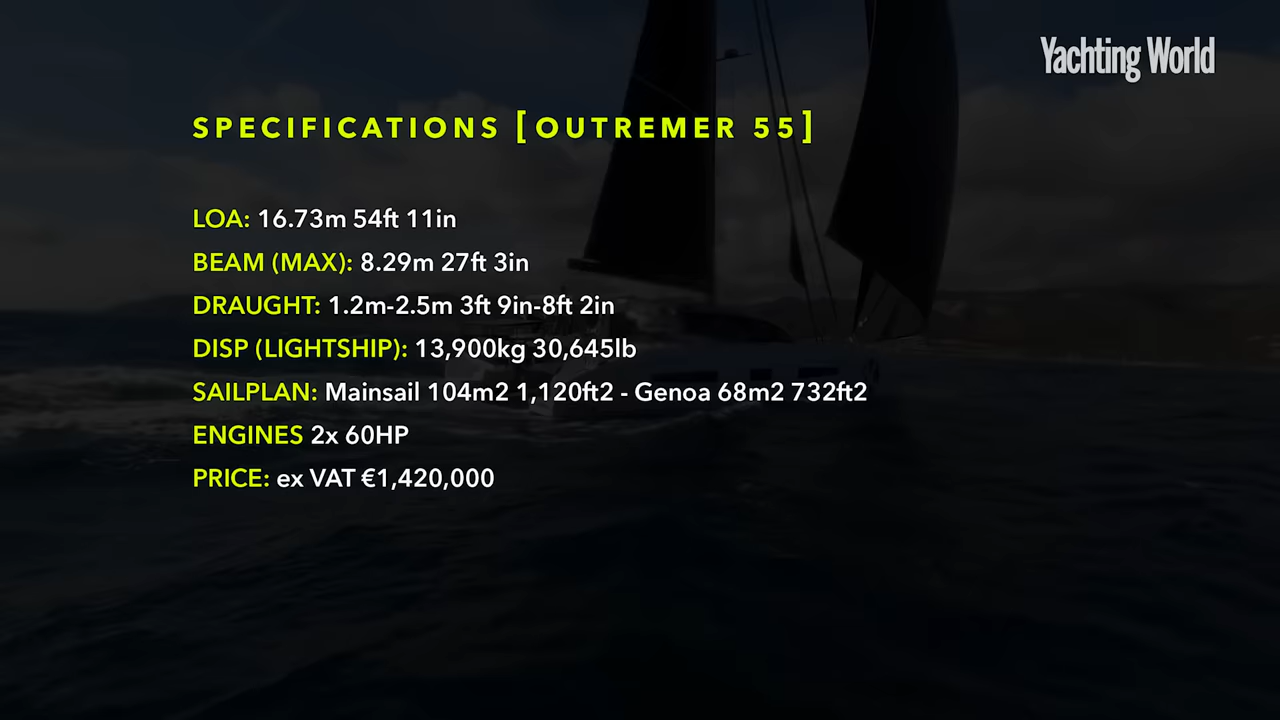 Yachting World
SPECIFICATIONS [OUTREMER 55]
LOA: 16.73m 54ft 11in
BEAM (MAX): 8.29m 27ft 3in
DRAUGHT: 1.2m-2.5m 3ft 9in-8ft 2in
DISP (LIGHTSHIP): 13,900kg 30,645lb
SAILPLAN: Mainsail 104m2 1,120ft2 - Genoa 68m2 732ft2
ENGINES 2x 60HP
PRICE: ex VAT €1,420,000